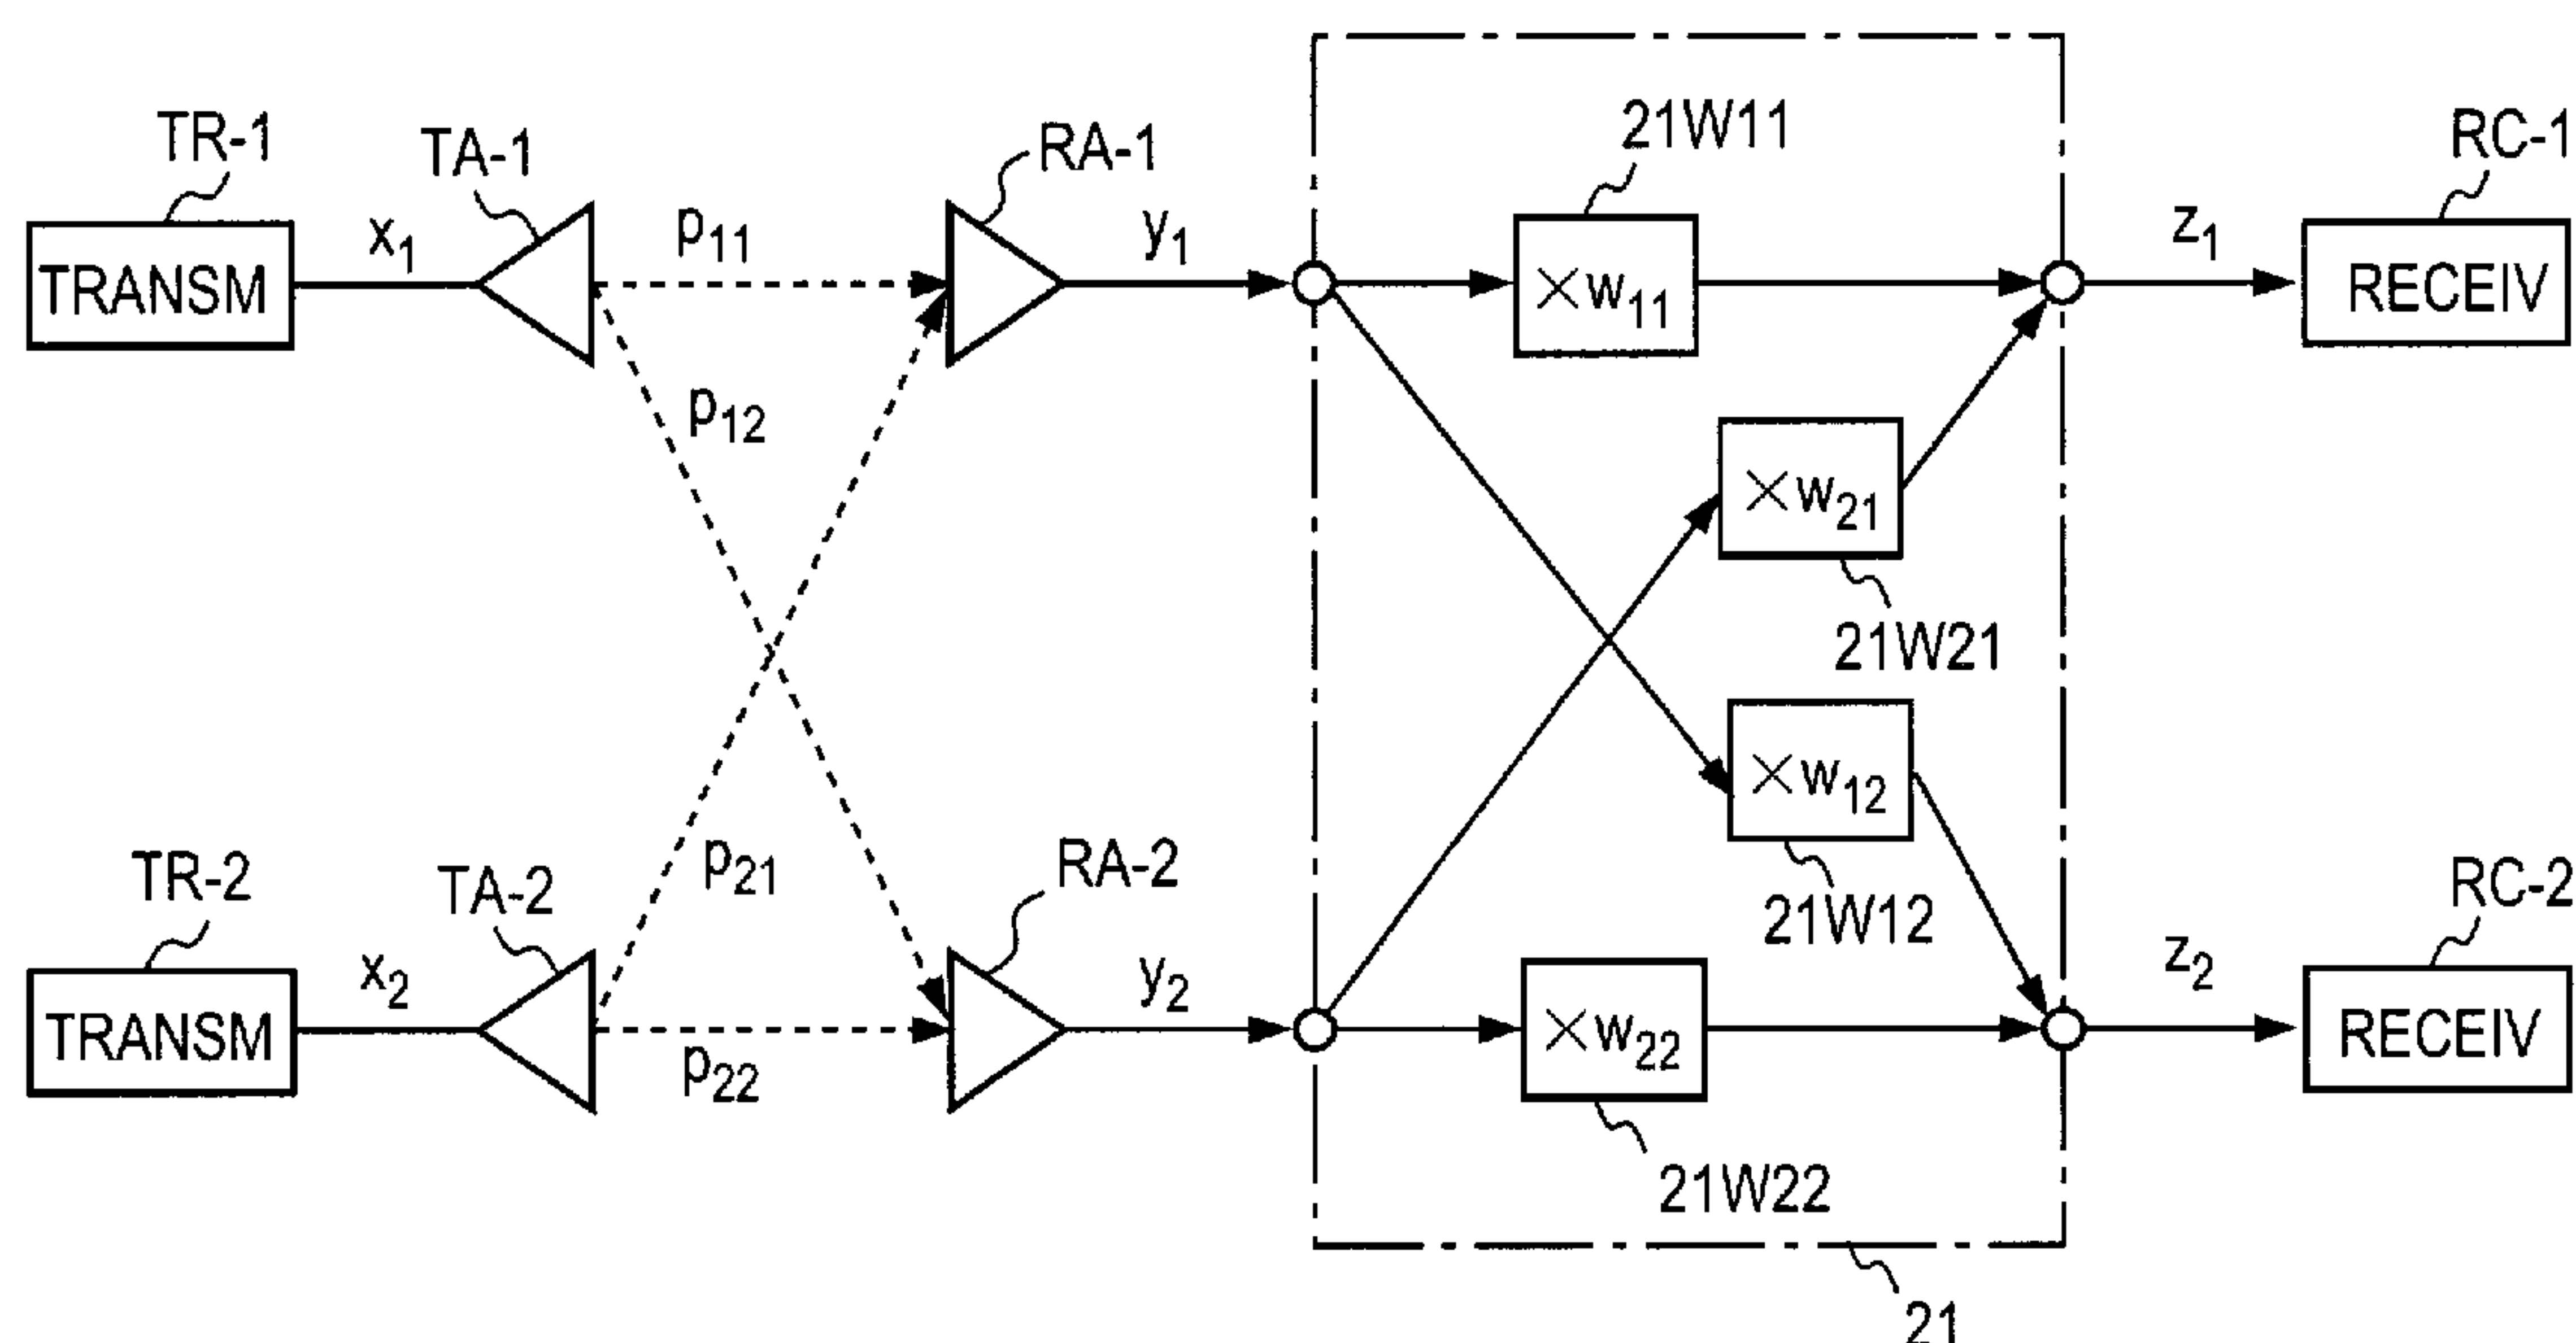 21W11
TR-1
TA-1
RA-1
RC-1
TRANSM
x1
p11
y1
×w11
z1
RECEIV
p12
×w21
21W21
×w12
21W12
TR-2
TA-2
p21
RA-2
RC-2
TRANSM
x2
p22
y2
×w22
z2
RECEIV
21W22
21